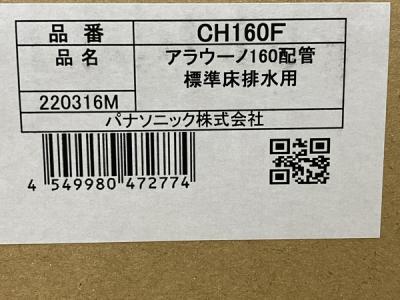 品番 CH160F
品名 アラウーノ160配管
標準床排水用
220316M
パナソニック株式会社
4 549980 472774